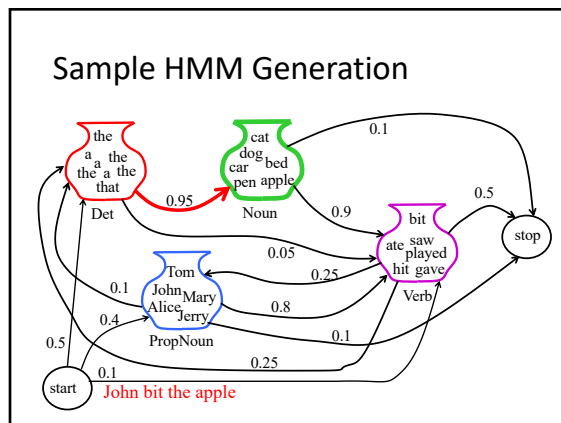 Sample HMM Generation
the
a a the
the a the
that
Det
0.95
cat
dog
car bed
pen apple
Noun
0.1
0.9
0.05
bit
ate saw
played
hit gave
Verb
0.5
stop
0.25
Tom
John Mary
Alice
Jerry
PropNoun
0.1
0.8
0.4
0.1
0.5
0.25
0.1
start
John bit the apple